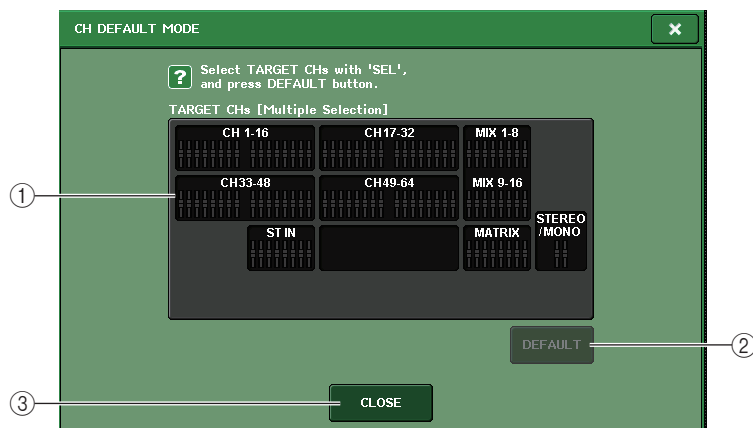 CH DEFAULT MODE
×
? Select TARGET CHs with 'SEL',
and press DEFAULT button.
TARGET CHs [Multiple Selection]
CH 1-16 CH17-32 MIX 1-8
① CH33-48 CH49-64 MIX 9-16
STEREO
/MONO
ST IN MATRIX
DEFAULT ②
③ CLOSE